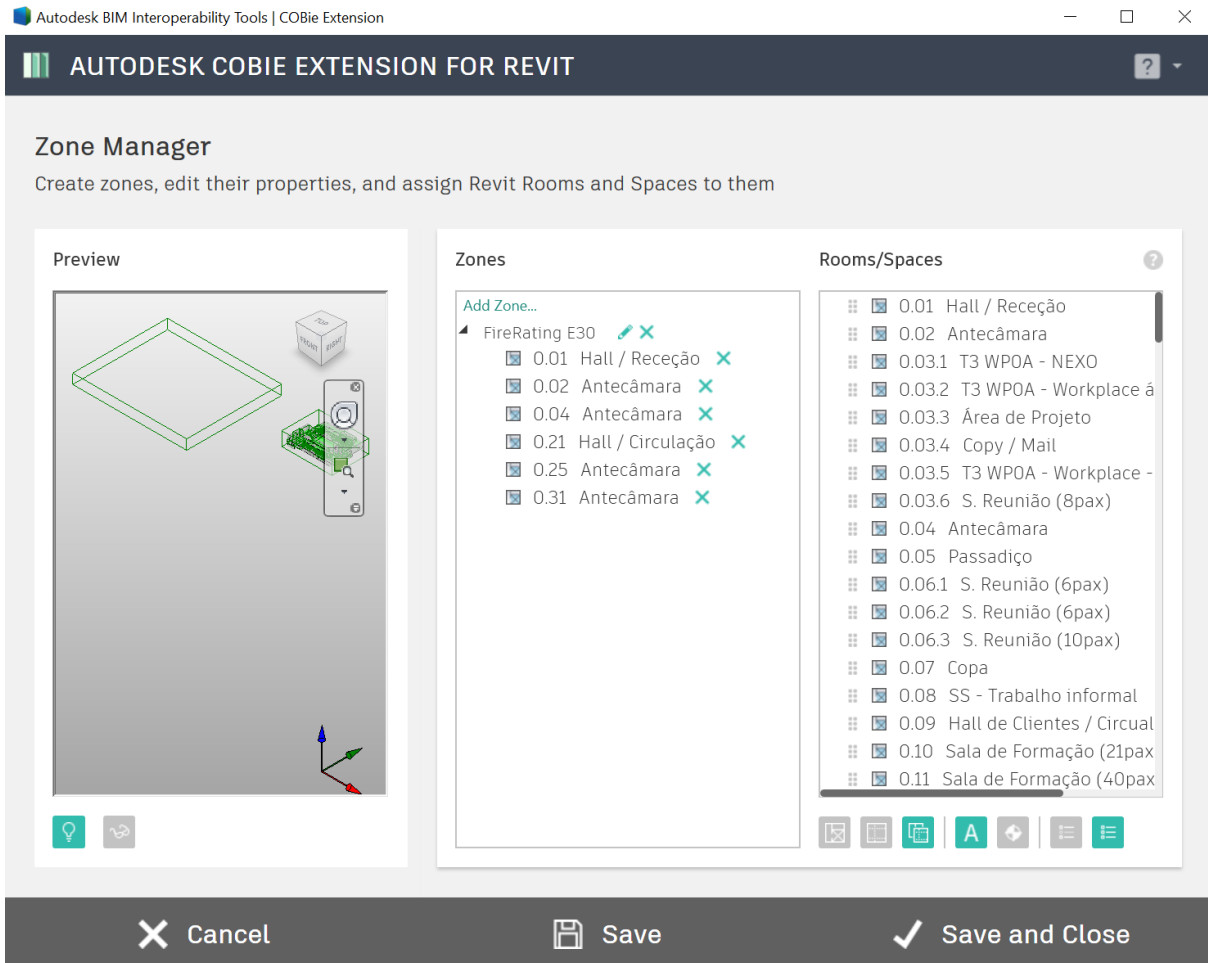 Autodesk BIM Interoperability Tools | COBie Extension
AUTODESK COBIE EXTENSION FOR REVIT
?
Zone Manager
Create zones, edit their properties, and assign Revit Rooms and Spaces to them
Preview
TOP
FRONT
RIGHT
Zones
Add Zone...
FireRating E30
0.01 Hall / Receção
0.02 Antecâmara
0.04 Antecâmara
0.21 Hall / Circulação
0.25 Antecâmara
0.31 Antecâmara
Rooms/Spaces
?
0.01 Hall / Receção
0.02 Antecâmara
0.03.1 T3 WP0A - NEXO
0.03.2 T3 WP0A - Workplace á
0.03.3 Área de Projeto
0.03.4 Copy / Mail
0.03.5 T3 WP0A - Workplace -
0.03.6 S. Reunião (8pax)
0.04 Antecâmara
0.05 Passadiço
0.06.1 S. Reunião (6pax)
0.06.2 S. Reunião (6pax)
0.06.3 S. Reunião (10pax)
0.07 Copa
0.08 SS - Trabalho informal
0.09 Hall de Clientes / Circual
0.10 Sala de Formação (21pax
0.11 Sala de Formação (40pax
A
Cancel
Save
Save and Close